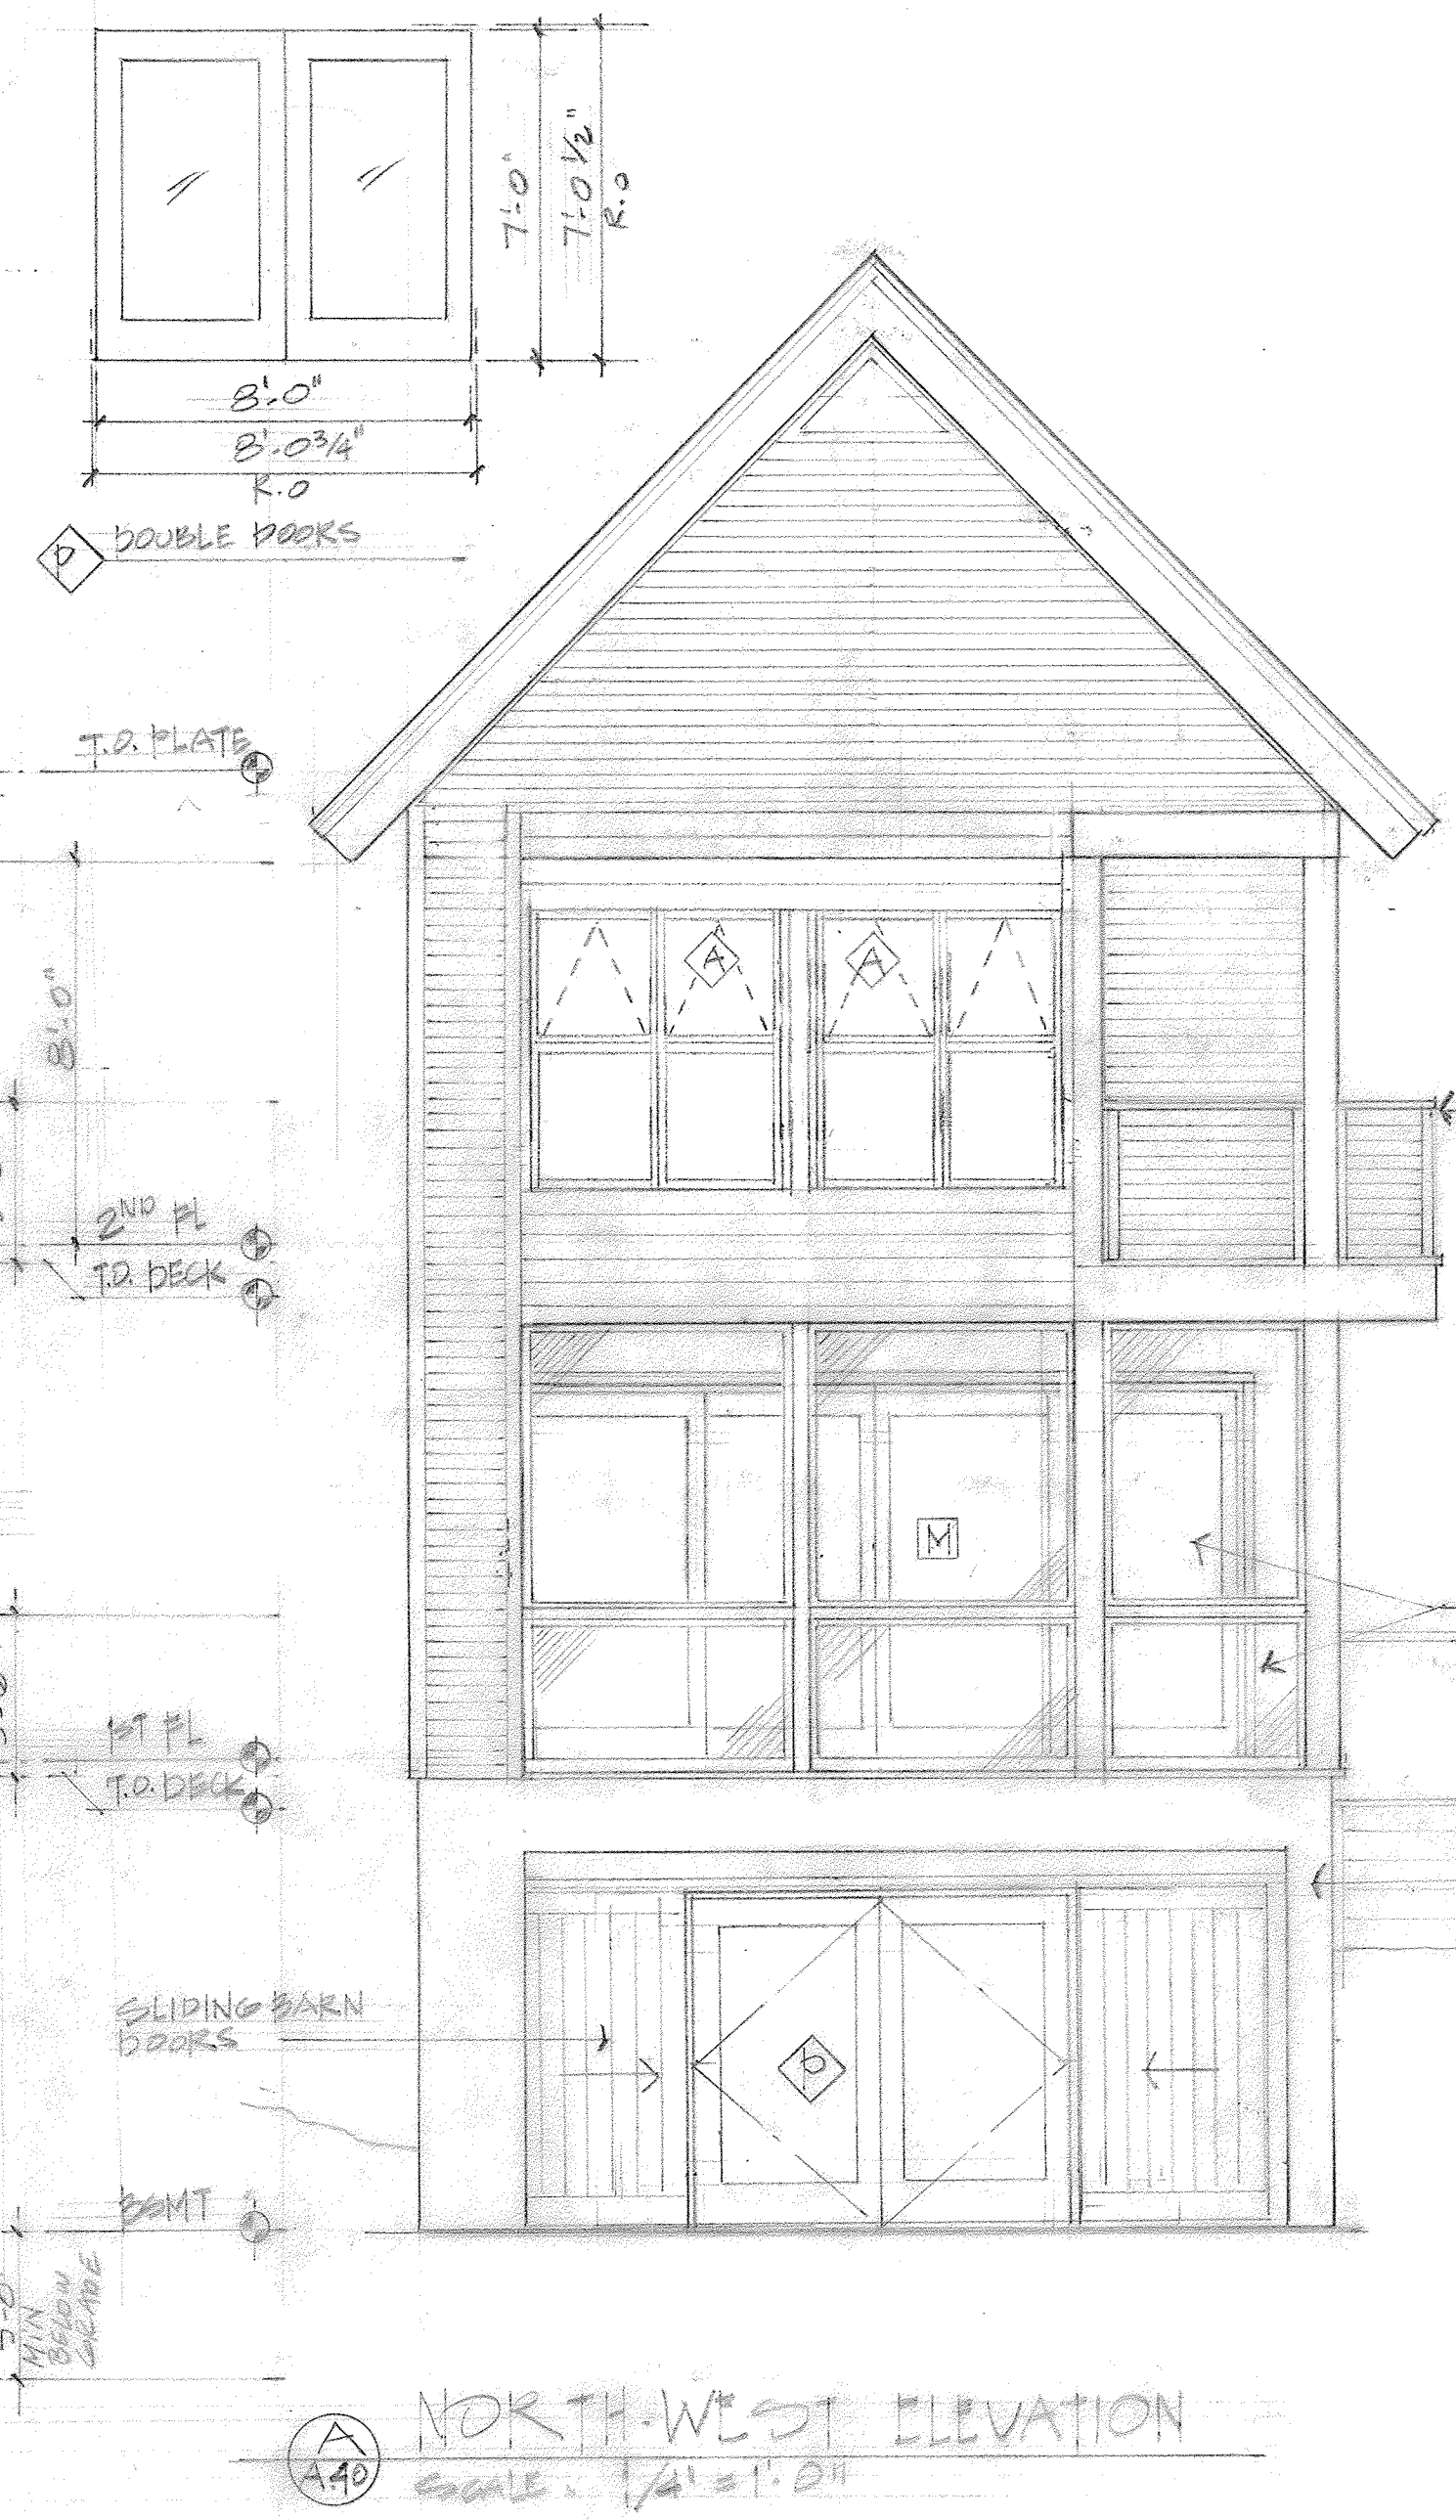 7'-0"
7'-0 1/2"
R.O
8'-0"
8'-0 3/4"
R.O
D
DOUBLE DOORS
T.O. PLATE
8'-0"
A
A
2ND FL
T.O. DECK
M
1ST FL
T.O. DECK
SLIDING BARN
DOORS
D
BSMT
MIN
BELOW
GRADE
NORTH-WEST ELEVATION
A
A.40
SCALE: 1/4" = 1'-0"